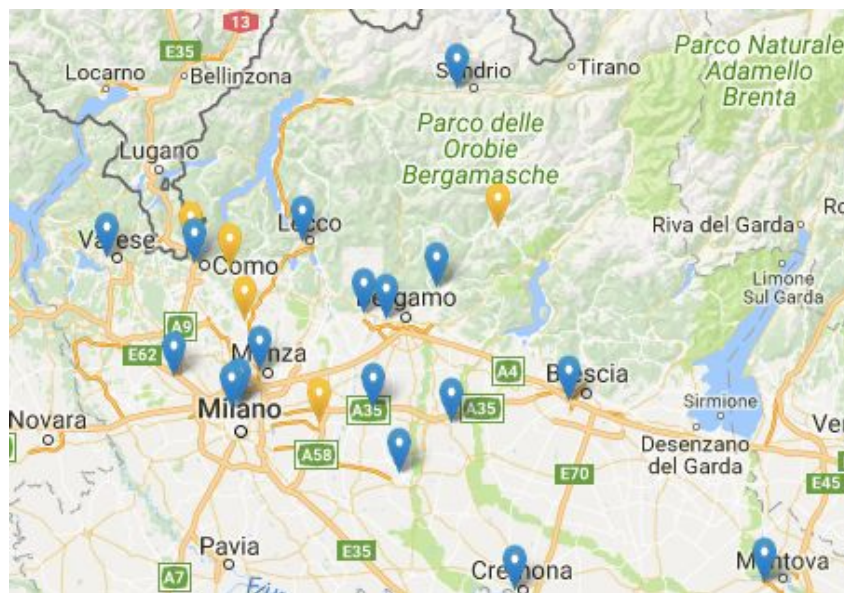 13
E35
Locarno
Bellinzona
Sondrio
Tirano
Parco Naturale
Adamello
Brenta
Parco delle
Orobie
Bergamasche
Lugano
Varese
Lecco
Como
Riva del Garda
Ro
Limone
Sul Garda
Bergamo
A9
E62
Monza
A4
Brescia
Milano
Novara
A35
A35
Sirmione
Ver
A58
Desenzano
del Garda
E70
E45
Pavia
E35
A7
Cremona
Mantova